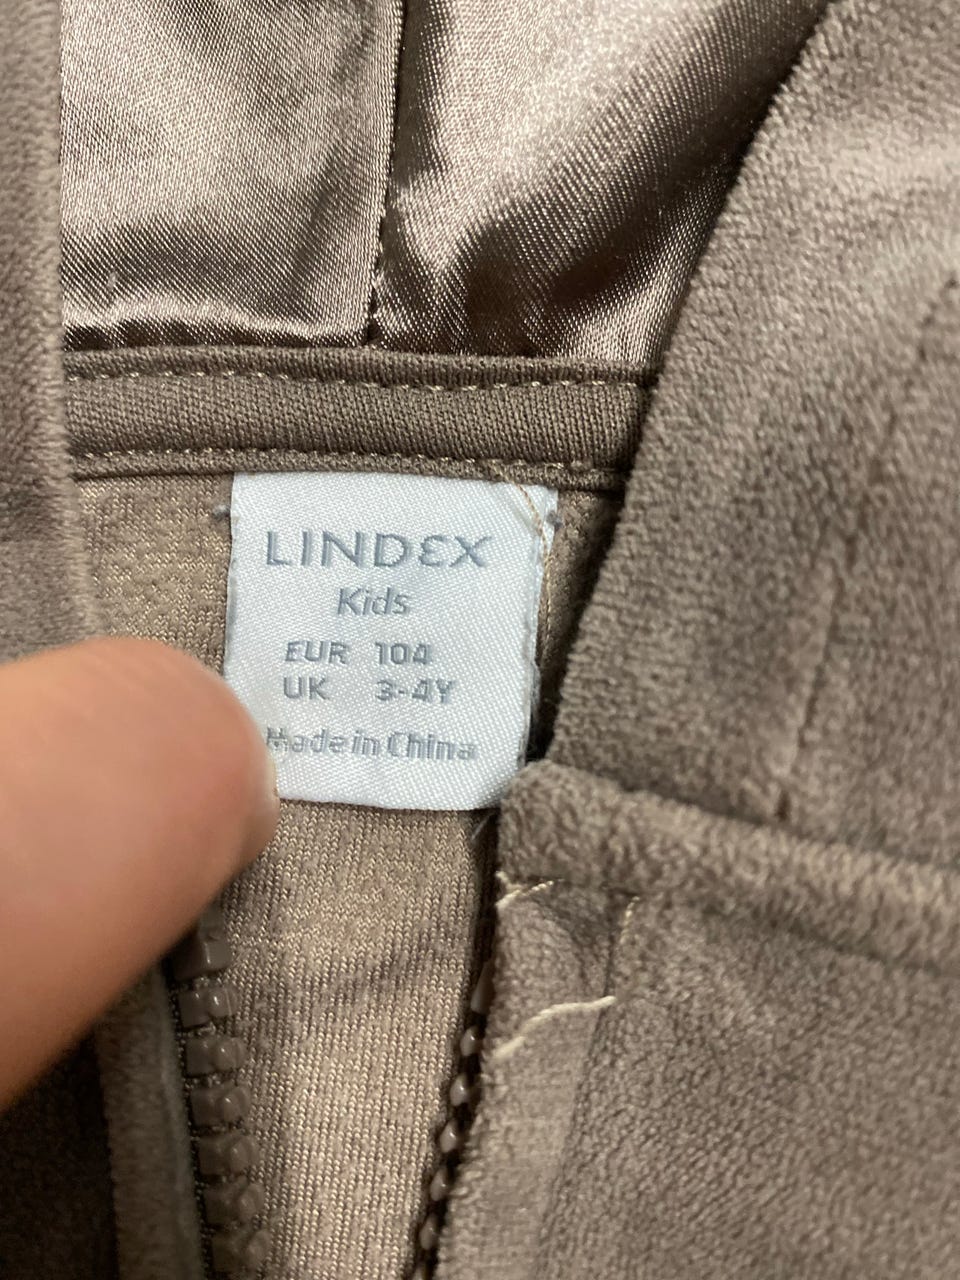 LINDEX
Kids
EUR 104
UK 3-4Y
Made in China